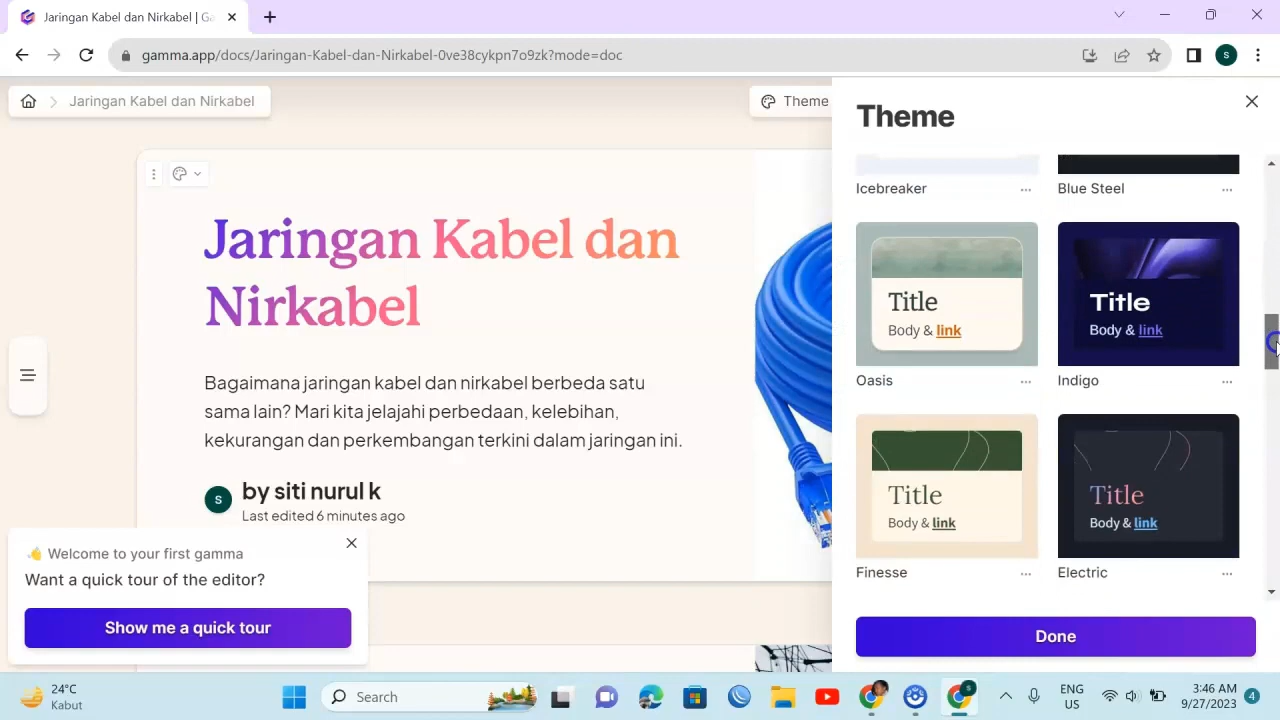 Jaringan Kabel dan Nirkabel | Ga
gamma.app/docs/Jaringan-Kabel-dan-Nirkabel-0ve38cykpn7o9zk?mode=doc
S
Jaringan Kabel dan Nirkabel
Theme
Jaringan Kabel dan
Nirkabel
Bagaimana jaringan kabel dan nirkabel berbeda satu
sama lain? Mari kita jelajahi perbedaan, kelebihan,
kekurangan dan perkembangan terkini dalam jaringan ini.
S
by siti nurul k
Last edited 6 minutes ago
Welcome to your first gamma
Want a quick tour of the editor?
Show me a quick tour
Theme
Icebreaker
Blue Steel
Title
Body & link
Oasis
Title
Body & link
Indigo
Title
Body & link
Finesse
Title
Body & link
Electric
Done
24°C
Kabut
Search
S
ENG
US
3:46 AM
9/27/2023
4